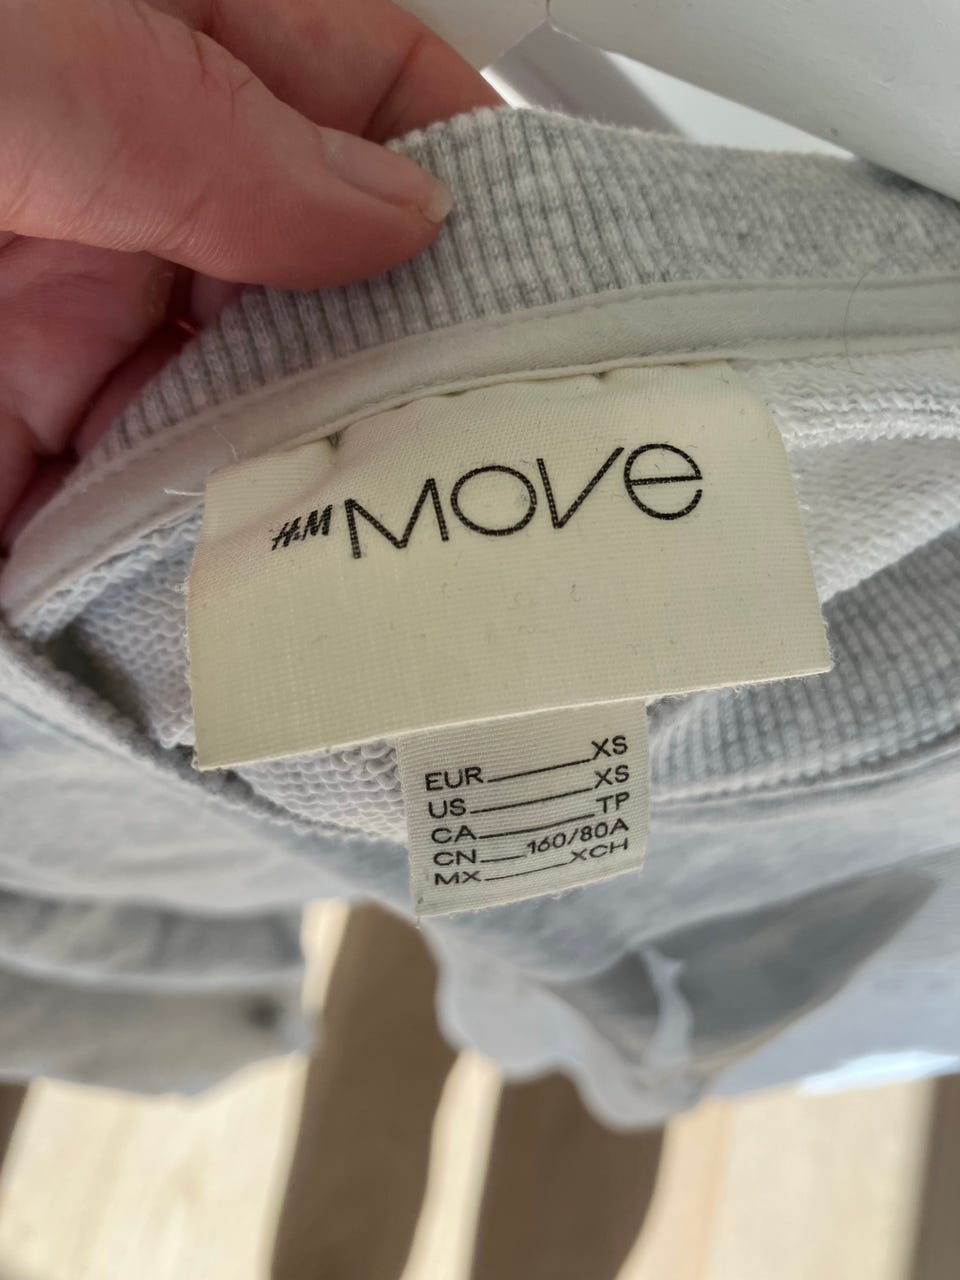 H&M MOVE
EUR XS
US XS
CA TP
CN 160/80A
MX XCH